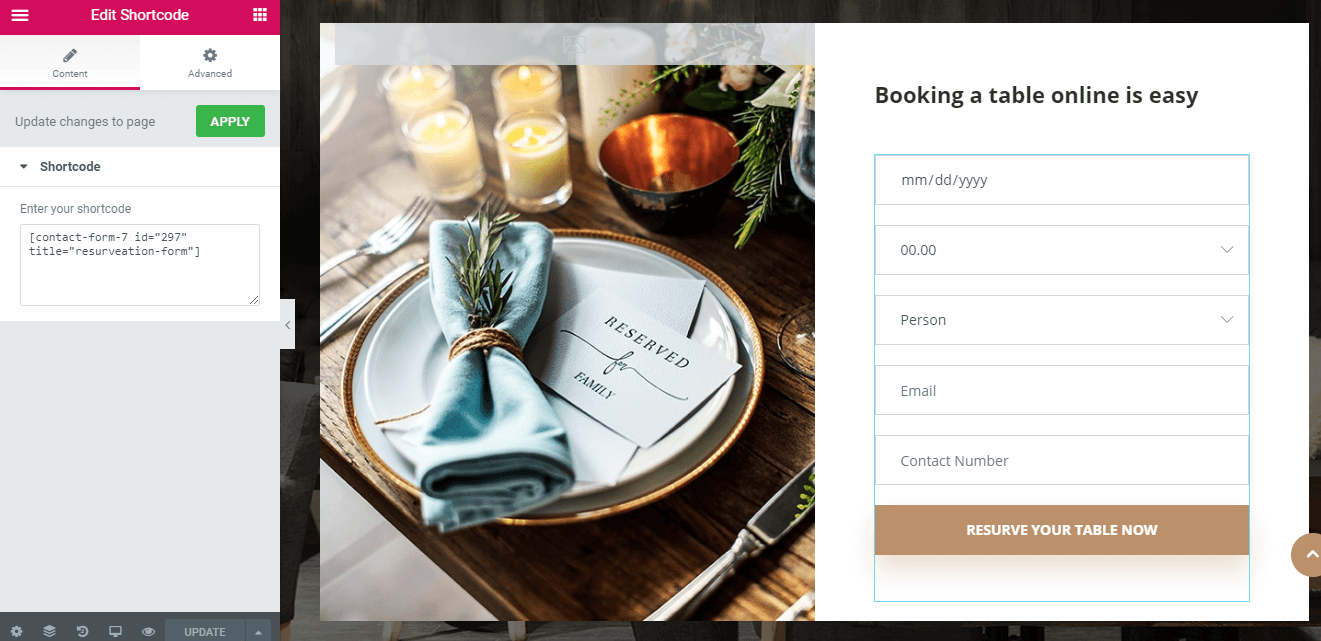 Edit Shortcode
Content
Advanced
Update changes to page
APPLY
Shortcode
Enter your shortcode
[contact-form-7 id="297"
title="resurveation-form"]
UPDATE
RESERVED
for
FAMILY
Booking a table online is easy
mm/dd/yyyy
00.00
Person
Email
Contact Number
RESURVE YOUR TABLE NOW